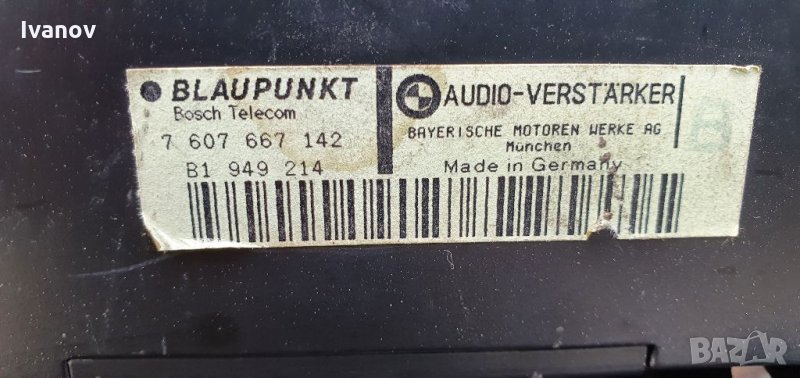 Ivanov
BLAUPUNKT
Bosch Telecom
7 607 667 142
B1 949 214
AUDIO-VERSTÄRKER
BAYERISCHE MOTOREN WERKE AG
München
Made in Germany
BAZAR